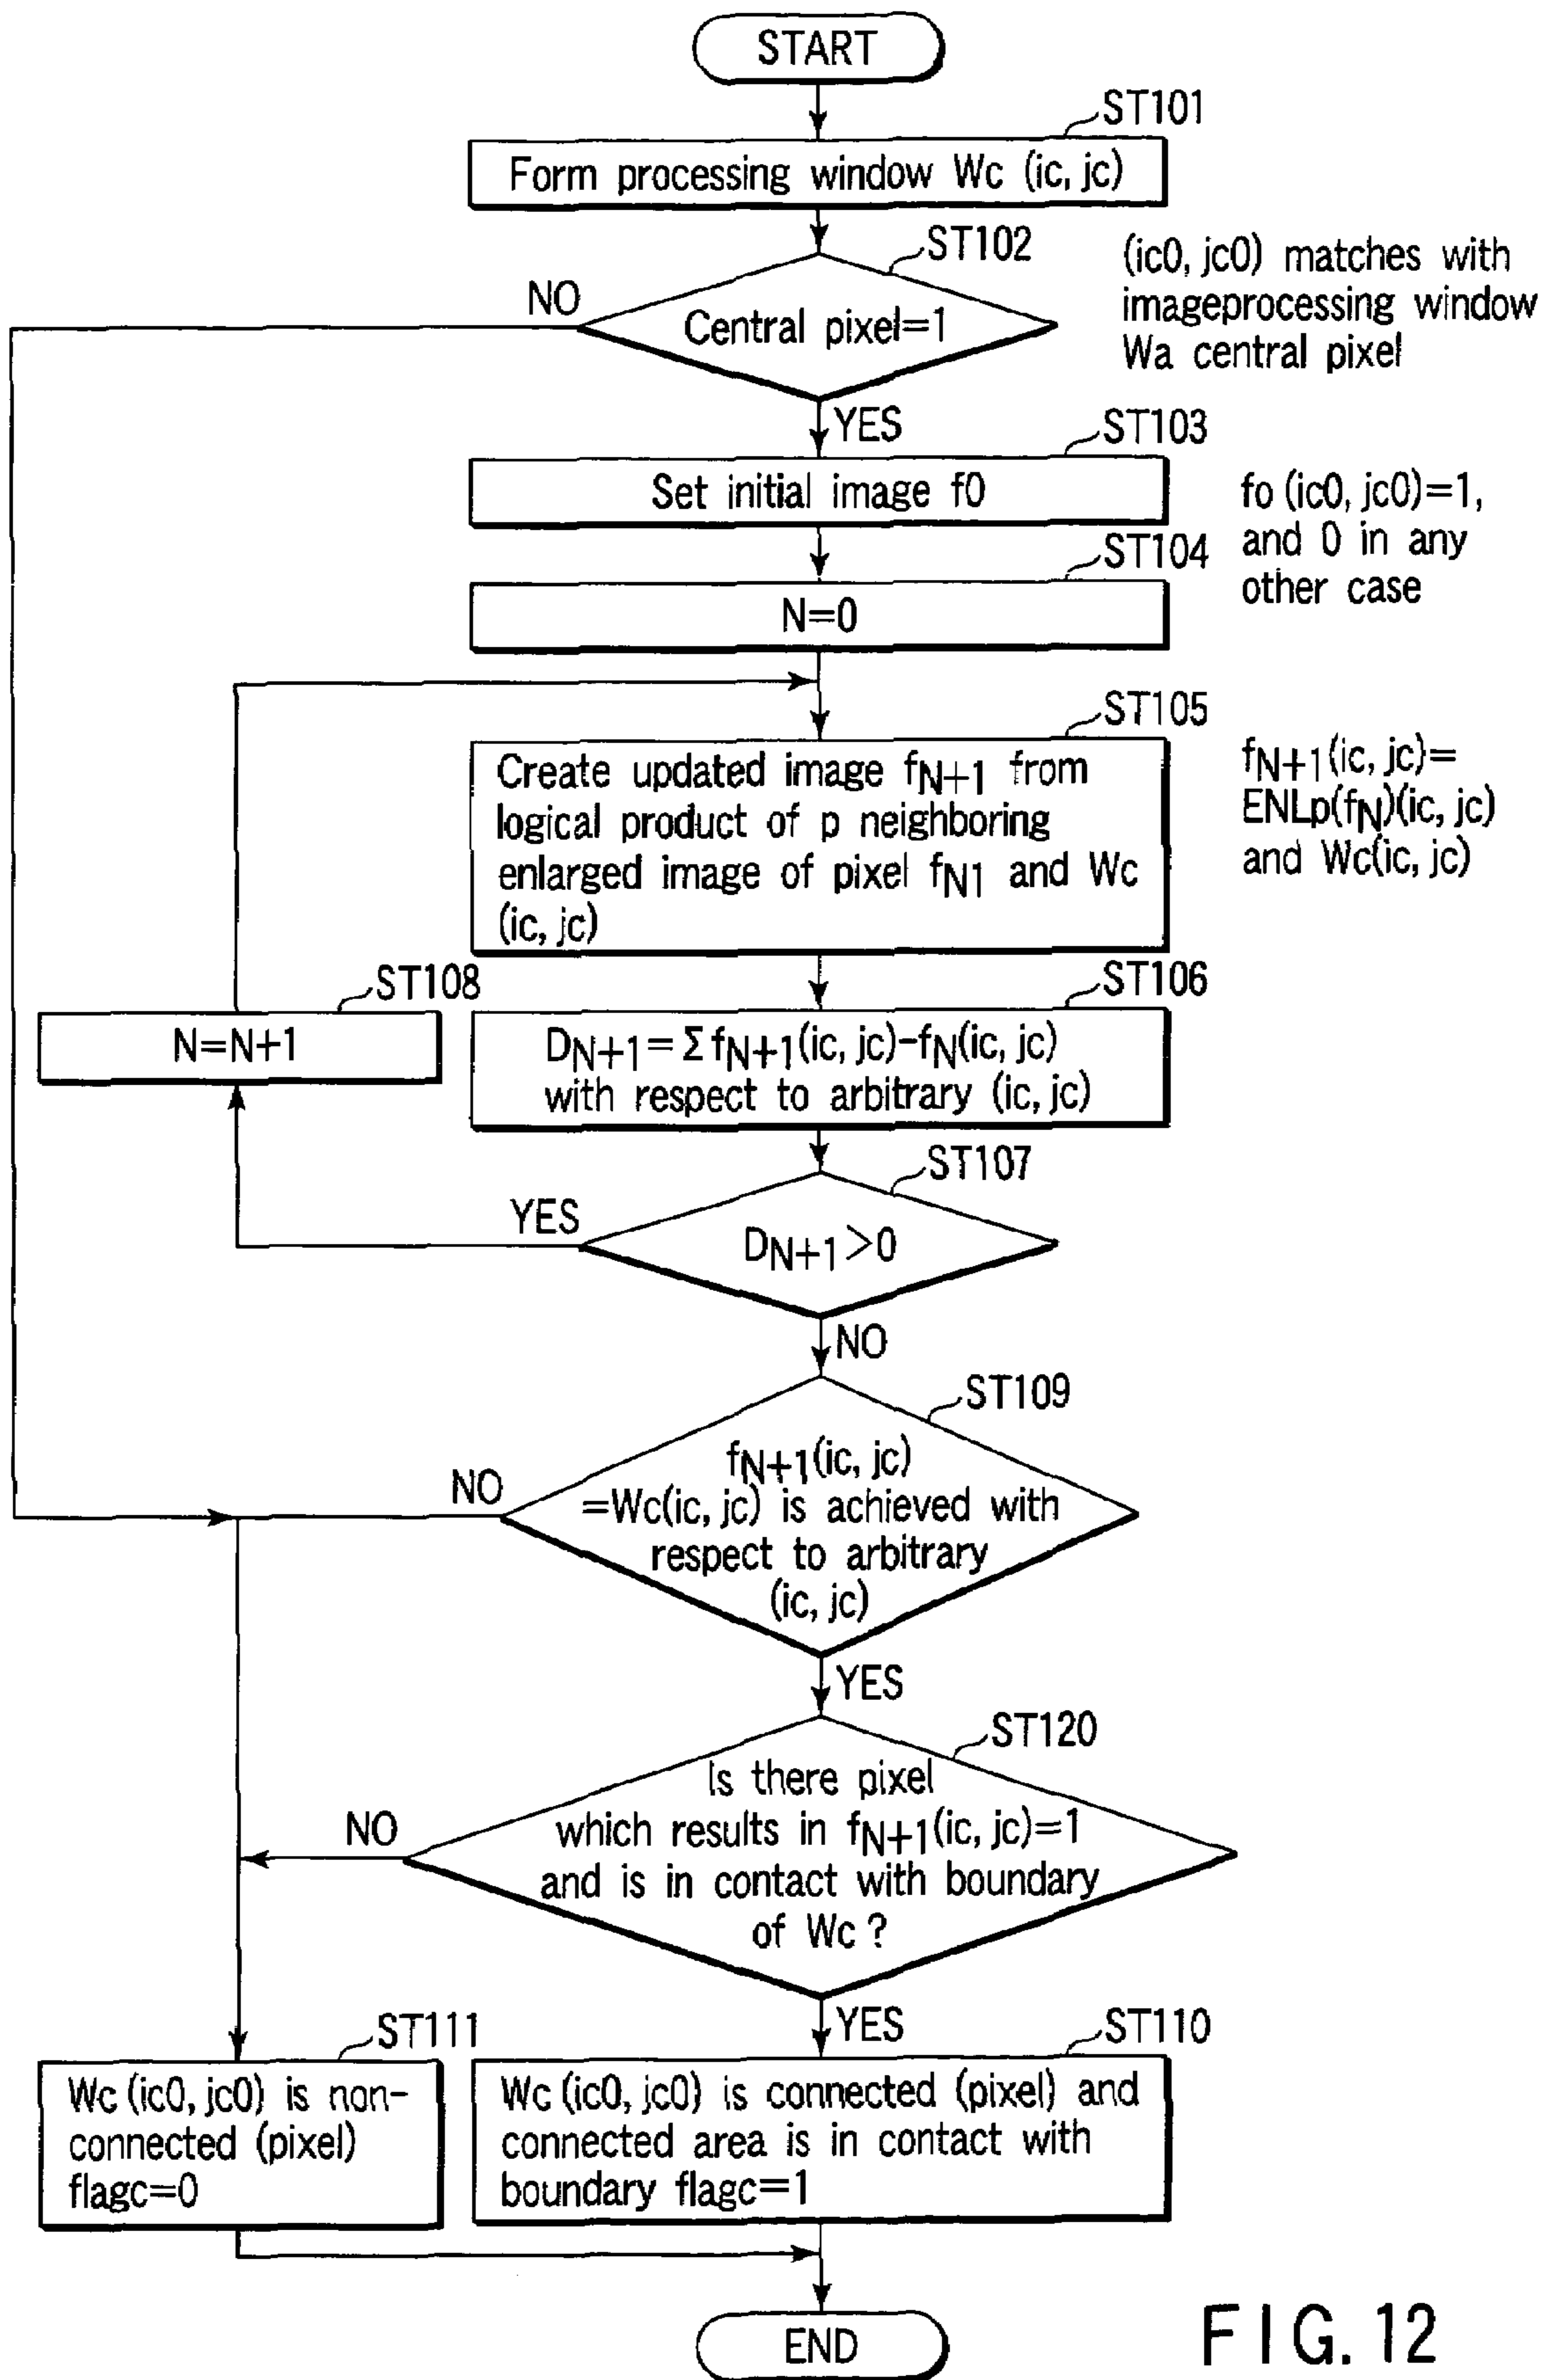 START
ST101
Form processing window Wc (ic, jc)
ST102
(ic0, jc0) matches with
imageprocessing window
Wa central pixel
NO
Central pixel=1
YES
ST103
Set initial image f0
fo (ic0, jc0)=1,
and 0 in any
other case
ST104
N=0
ST105
Create updated image fN+1 from
logical product of p neighboring
enlarged image of pixel fN1 and Wc
(ic, jc)
fN+1(ic, jc)=
ENLp(fN)(ic, jc)
and Wc(ic, jc)
ST108
N=N+1
ST106
DN+1=ΣfN+1(ic, jc)-fN(ic, jc)
with respect to arbitrary (ic, jc)
ST107
YES
DN+1>0
NO
ST109
fN+1(ic, jc)
=Wc(ic, jc) is achieved with
respect to arbitrary
(ic, jc)
NO
YES
ST120
Is there pixel
which results in fN+1(ic, jc)=1
and is in contact with boundary
of Wc?
NO
YES
ST111
Wc (ic0, jc0) is non-
connected (pixel)
flagc=0
ST110
Wc (ic0, jc0) is connected (pixel) and
connected area is in contact with
boundary flagc=1
END
FIG. 12